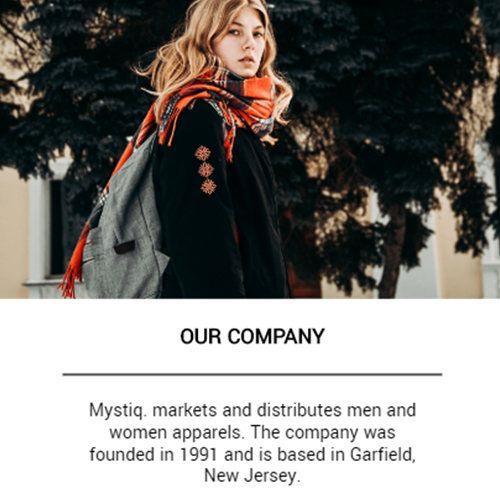 OUR COMPANY
Mystiq. markets and distributes men and
women apparels. The company was
founded in 1991 and is based in Garfield,
New Jersey.